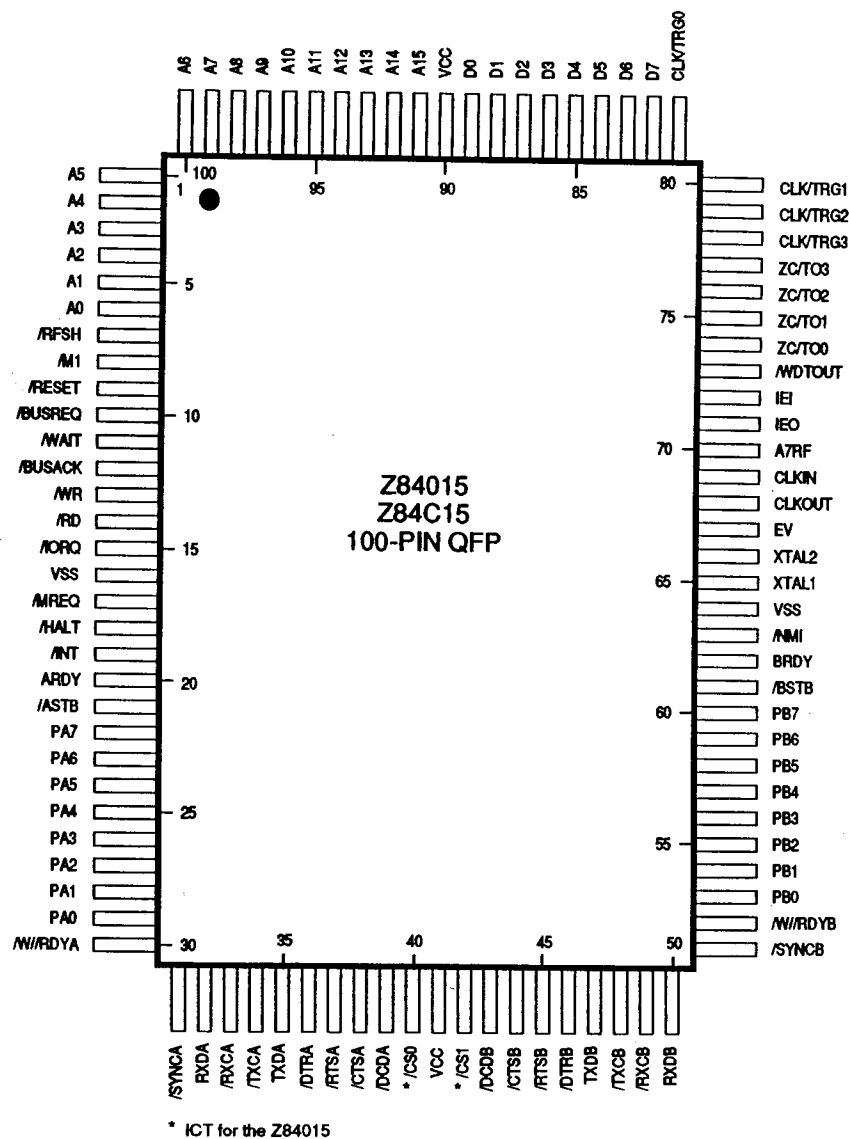 A6 A7 A8 A9 A10 A11 A12 A13 A14 A15 VCC D0 D1 D2 D3 D4 D5 D6 D7 CLK/TRG0
A5
A4
A3
A2
A1
A0
/RFSH
/M1
/RESET
/BUSREQ
/WAIT
/BUSACK
/WR
/RD
/IORQ
VSS
/MREQ
/HALT
/INT
ARDY
/ASTB
PA7
PA6
PA5
PA4
PA3
PA2
PA1
PA0
/W//RDYA
1 100 95 90 85 80
5
10
15
20
25
30 35 40 45 50
75
70
65
60
55
Z84015
Z84C15
100-PIN QFP
CLK/TRG1
CLK/TRG2
CLK/TRG3
ZC/TO3
ZC/TO2
ZC/TO1
ZC/TO0
/WDTOUT
IEI
IEO
A7RF
CLKIN
CLKOUT
EV
XTAL2
XTAL1
VSS
/NMI
BRDY
/BSTB
PB7
PB6
PB5
PB4
PB3
PB2
PB1
PB0
/W//RDYB
/SYNCB
/SYNCA RXDA /RXCA /TXCA TXDA /DTRA /RTSA /CTSA /DCDA * /CS0 VCC * /CS1 /DCDB /CTSB /RTSB /DTRB TXDB /TXCB /RXCB RXDB
* ICT for the Z84015